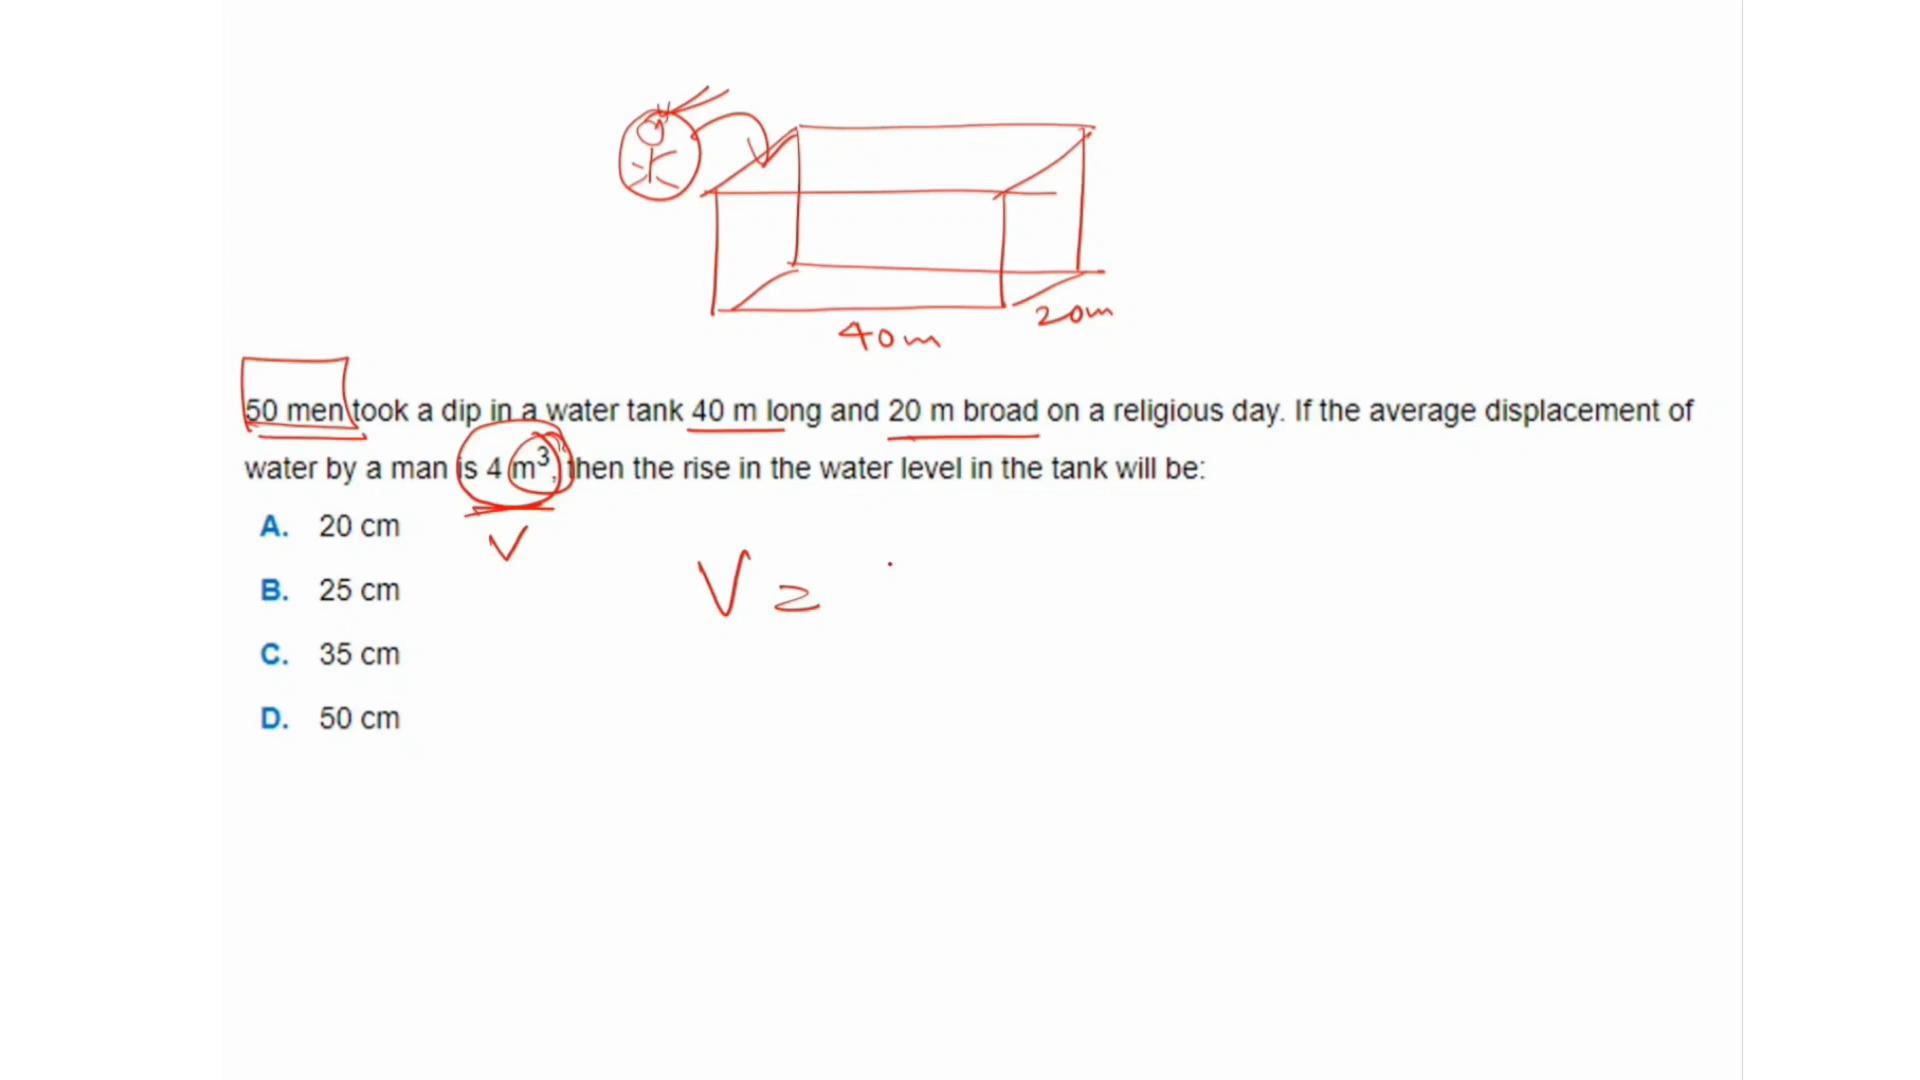 40m
20m
50 men took a dip in a water tank 40 m long and 20 m broad on a religious day. If the average displacement of
water by a man is 4 m³, then the rise in the water level in the tank will be:
A. 20 cm
V
B. 25 cm
V =
C. 35 cm
D. 50 cm